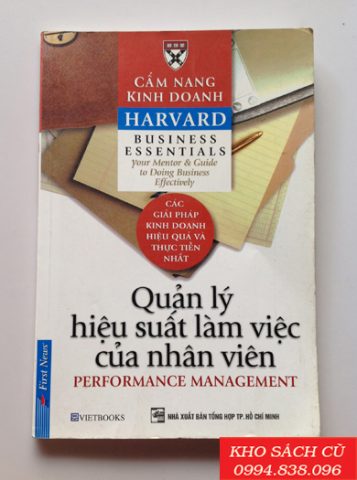 CẨM NANG
KINH DOANH
HARVARD
BUSINESS
ESSENTIALS
Your Mentor & Guide
to Doing Business
Effectively
CÁC
GIẢI PHÁP
KINH DOANH
HIỆU QUẢ VÀ
THỰC TIỄN
NHẤT
Quản lý
hiệu suất làm việc
của nhân viên
PERFORMANCE MANAGEMENT
First News
VIETBOOKS
NHÀ XUẤT BẢN TỔNG HỢP TP. HỒ CHÍ MINH
KHO SÁCH CŨ
0994.838.096